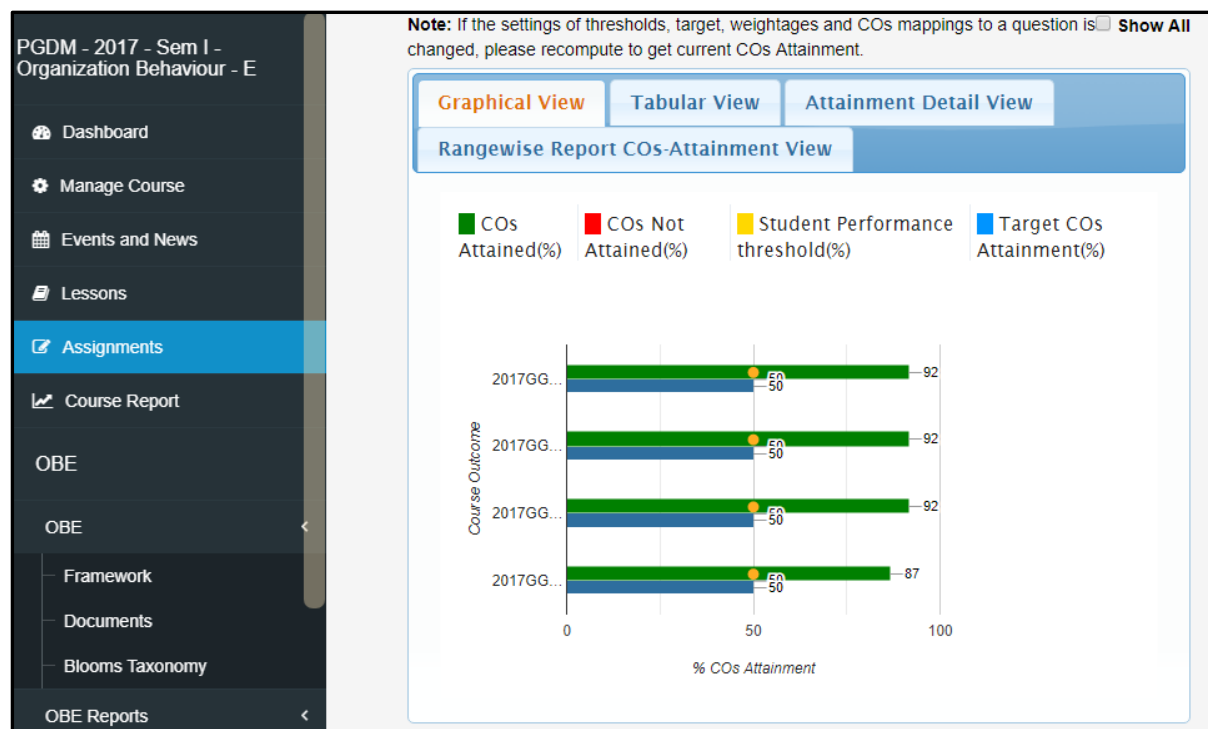 PGDM - 2017 - Sem I -
Organization Behaviour - E
Dashboard
Manage Course
Events and News
Lessons
Assignments
Course Report
OBE
OBE
Framework
Documents
Blooms Taxonomy
OBE Reports
Note: If the settings of thresholds, target, weightages and COs mappings to a question is Show All
changed, please recompute to get current COs Attainment.
Graphical View Tabular View Attainment Detail View
Rangewise Report COs-Attainment View
COs Attained(%)
COs Not Attained(%)
Student Performance threshold(%)
Target COs Attainment(%)
Course Outcome
2017GG... 92 50 50
2017GG... 92 50 50
2017GG... 92 50 50
2017GG... 87 50 50
0 50 100
% COs Attainment